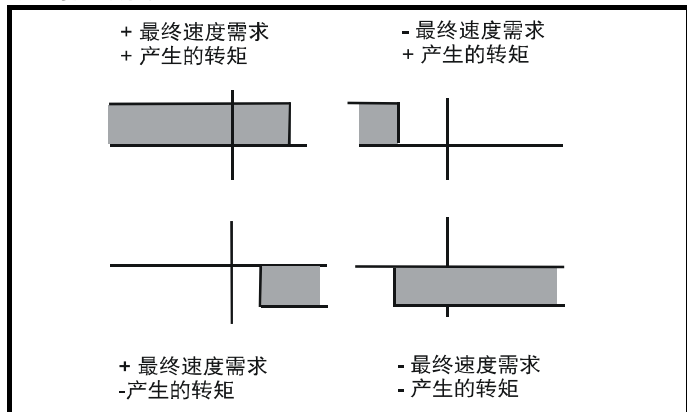 + 最终速度需求
+ 产生的转矩
- 最终速度需求
+ 产生的转矩
+ 最终速度需求
-产生的转矩
- 最终速度需求
- 产生的转矩